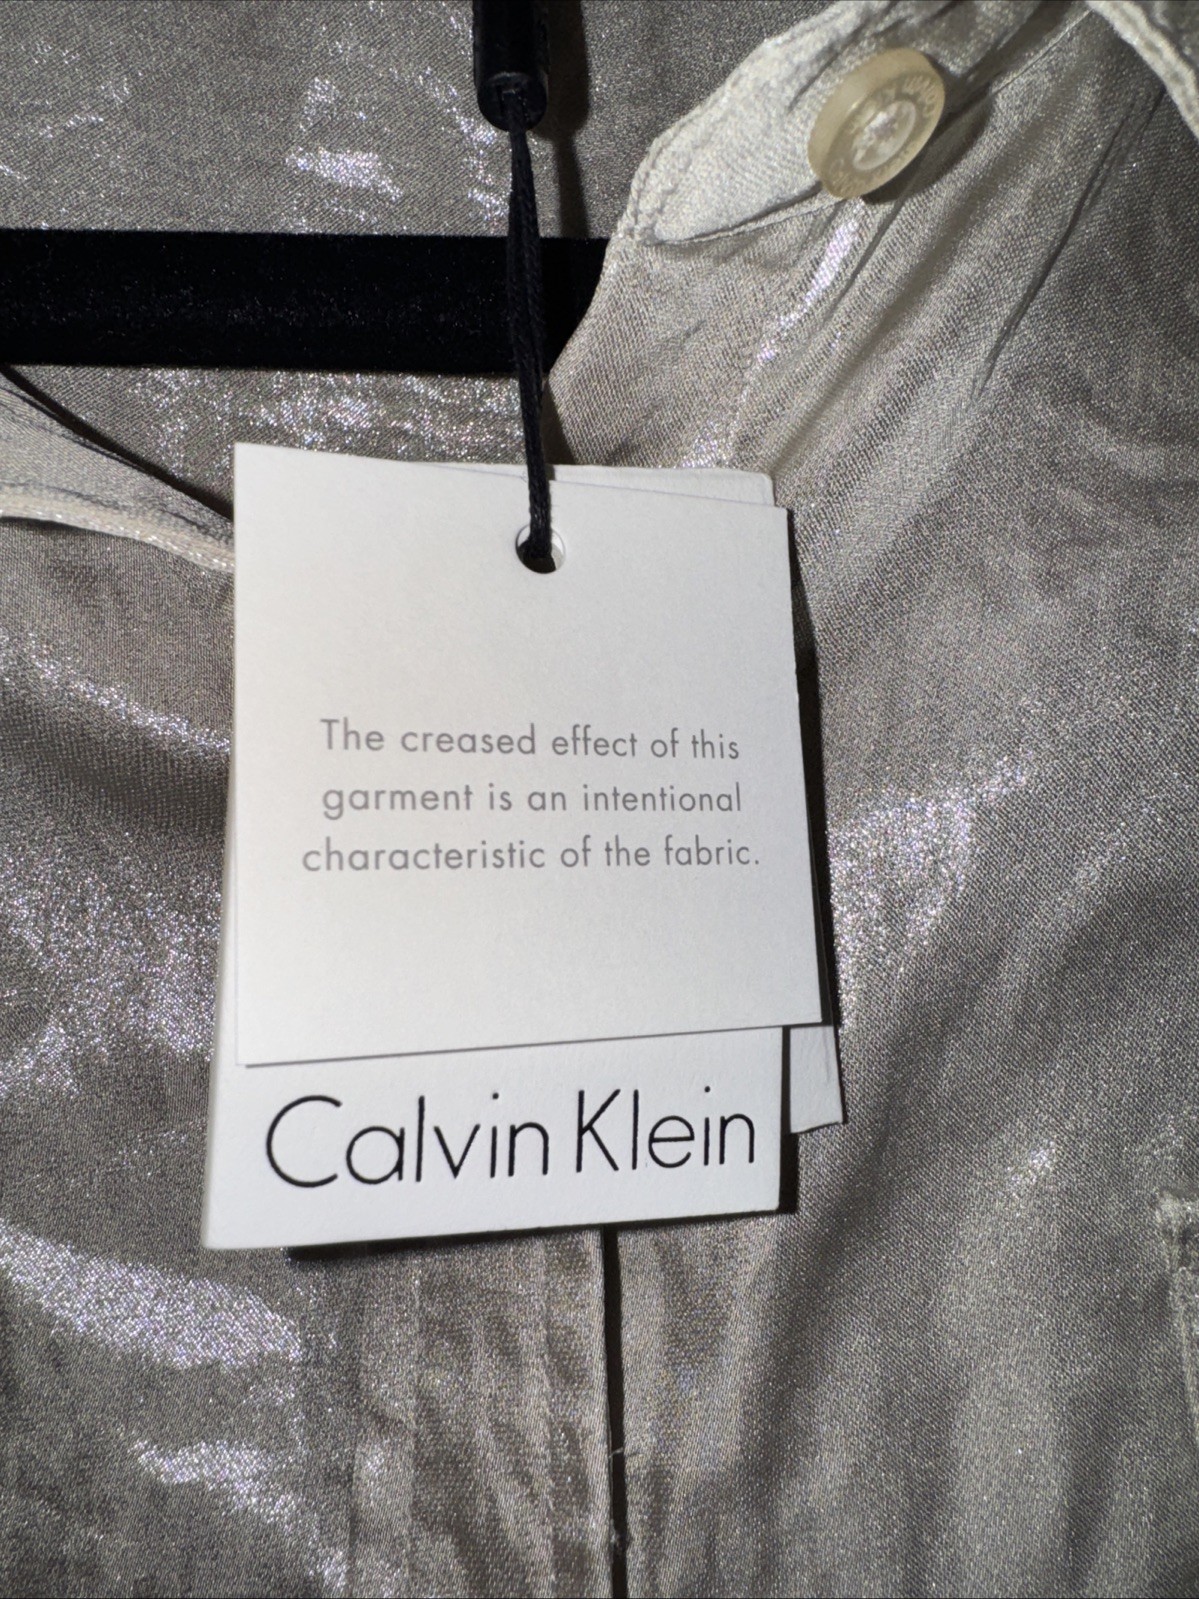 The creased effect of this
garment is an intentional
characteristic of the fabric.
Calvin Klein